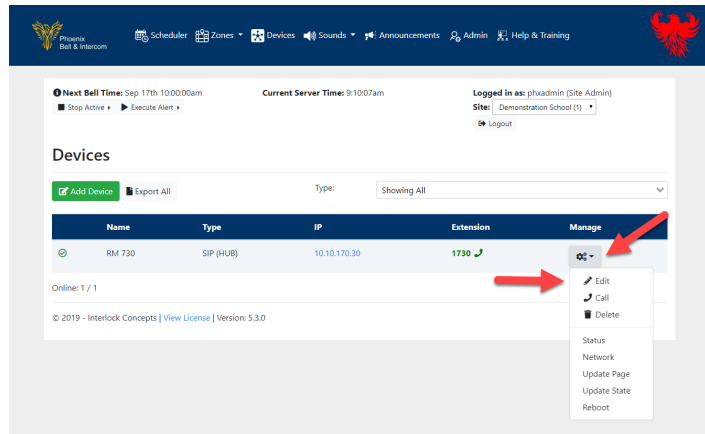 Phoenix
Bell & Intercom
Scheduler Zones Devices Sounds Announcements Admin Help & Training
Next Bell Time: Sep 17th 10:00:00am Current Server Time: 9:10:07am Logged in as: phxadmin (Site Admin)
Stop Active Execute Alert Site: Demonstration School (1)
Logout
Devices
Add Device Export All Type: Showing All
Name Type IP Extension Manage
RM 730 SIP (HUB) 10.10.170.30 1730
Edit
Online: 1 / 1
Call
Delete
© 2019 - Interlock Concepts | View License | Version: 5.3.0
Status
Network
Update Page
Update State
Reboot